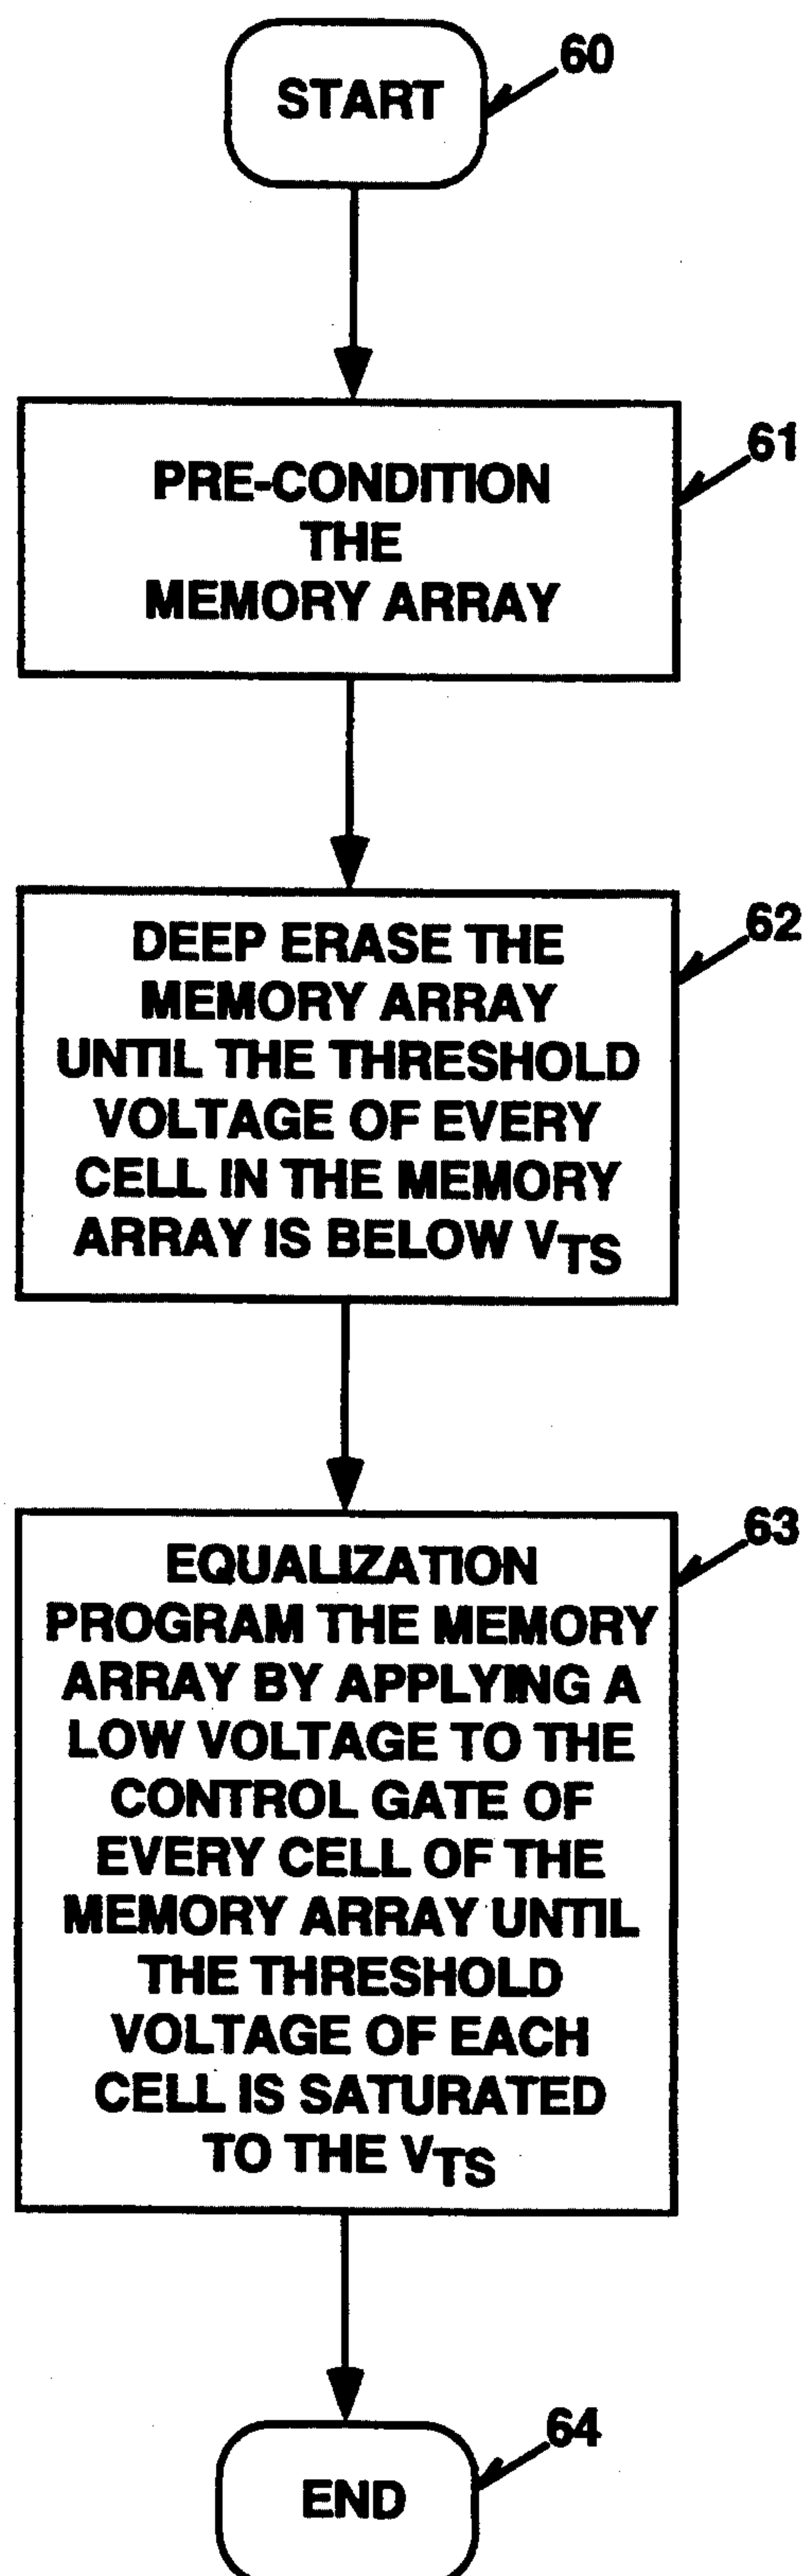 START
60
PRE-CONDITION
THE
MEMORY ARRAY
61
DEEP ERASE THE
MEMORY ARRAY
UNTIL THE THRESHOLD
VOLTAGE OF EVERY
CELL IN THE MEMORY
ARRAY IS BELOW VTS
62
EQUALIZATION
PROGRAM THE MEMORY
ARRAY BY APPLYING A
LOW VOLTAGE TO THE
CONTROL GATE OF
EVERY CELL OF THE
MEMORY ARRAY UNTIL
THE THRESHOLD
VOLTAGE OF EACH
CELL IS SATURATED
TO THE VTS
63
END
64